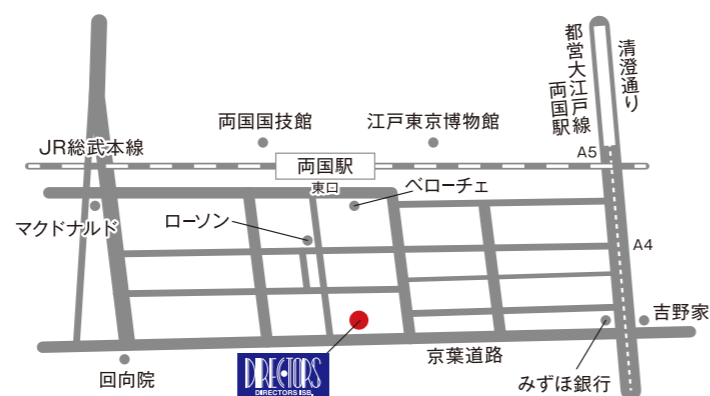 都営大江戸線
両国駅
清澄通り
両国国技館
江戸東京博物館
JR総武本線
両国駅
東口
A5
ベローチェ
マクドナルド
ローソン
A4
吉野家
京葉道路
回向院
DIRECTORS
DIRECTORS ISB.
みずほ銀行